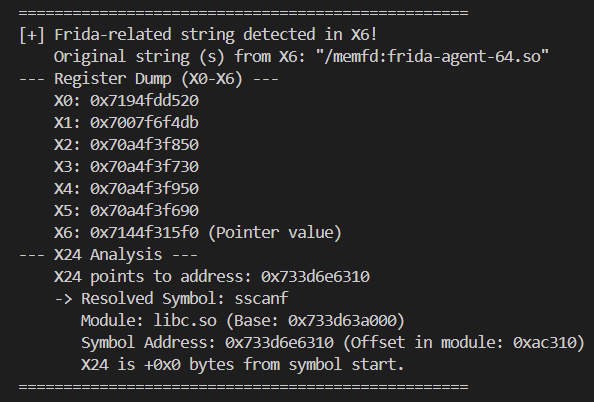 ==================================================
[+] Frida-related string detected in X6!
    Original string (s) from X6: "/memfd:frida-agent-64.so"
--- Register Dump (X0-X6) ---
    X0: 0x7194fdd520
    X1: 0x7007f6f4db
    X2: 0x70a4f3f850
    X3: 0x70a4f3f730
    X4: 0x70a4f3f950
    X5: 0x70a4f3f690
    X6: 0x7144f315f0 (Pointer value)
--- X24 Analysis ---
    X24 points to address: 0x733d6e6310
    -> Resolved Symbol: sscanf
       Module: libc.so (Base: 0x733d63a000)
       Symbol Address: 0x733d6e6310 (Offset in module: 0xac310)
       X24 is +0x0 bytes from symbol start.
==================================================